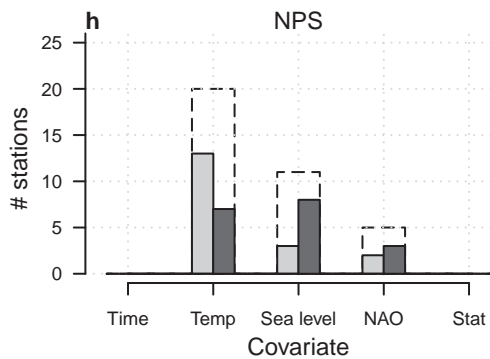 h
NPS
25
20
15
10
5
0
# stations
Time Temp Sea level NAO Stat
Covariate